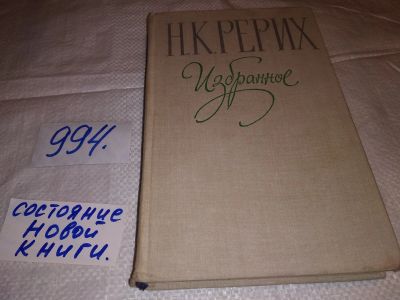 Н.К.РЕРИХ
Избранное
994.
состояние
новой
книги.